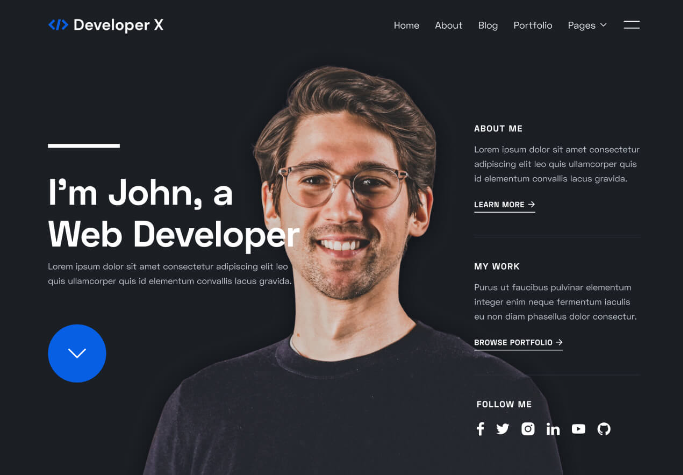 </> Developer X
Home About Blog Portfolio Pages
I'm John, a
Web Developer
Lorem ipsum dolor sit amet consectetur adipiscing elit leo
quis ullamcorper quis id elementum convallis lacus gravida.
ABOUT ME
Lorem ipsum dolor sit amet consectetur
adipiscing elit leo quis ullamcorper quis
id elementum convallis lacus gravida.
LEARN MORE →
MY WORK
Purus ut faucibus pulvinar elementum
integer enim neque fermentum iaculis
eu non diam phasellus dolor consectur.
BROWSE PORTFOLIO →
FOLLOW ME